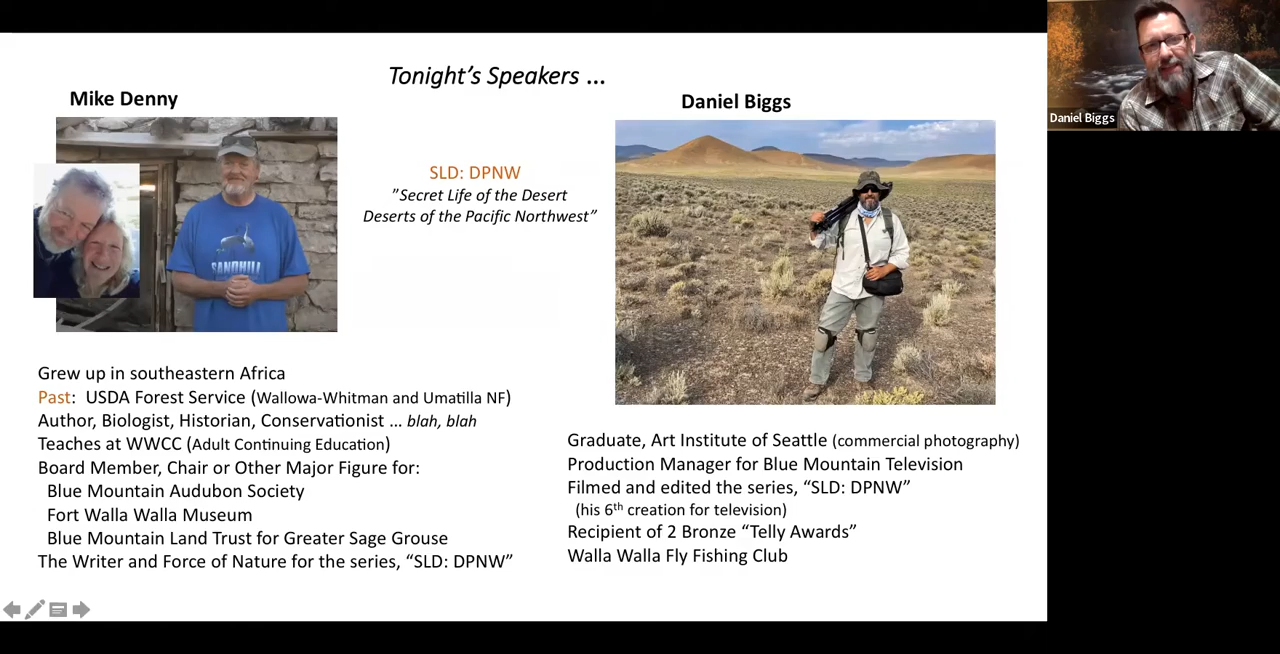 Tonight's Speakers ...
Mike Denny
SANDHILL
SLD: DPNW
"Secret Life of the Desert
Deserts of the Pacific Northwest"
Grew up in southeastern Africa
Past: USDA Forest Service (Wallowa-Whitman and Umatilla NF)
Author, Biologist, Historian, Conservationist ... blah, blah
Teaches at WWCC (Adult Continuing Education)
Board Member, Chair or Other Major Figure for:
Blue Mountain Audubon Society
Fort Walla Walla Museum
Blue Mountain Land Trust for Greater Sage Grouse
The Writer and Force of Nature for the series, "SLD: DPNW"
Daniel Biggs
Graduate, Art Institute of Seattle (commercial photography)
Production Manager for Blue Mountain Television
Filmed and edited the series, "SLD: DPNW"
(his 6th creation for television)
Recipient of 2 Bronze "Telly Awards"
Walla Walla Fly Fishing Club
Daniel Biggs